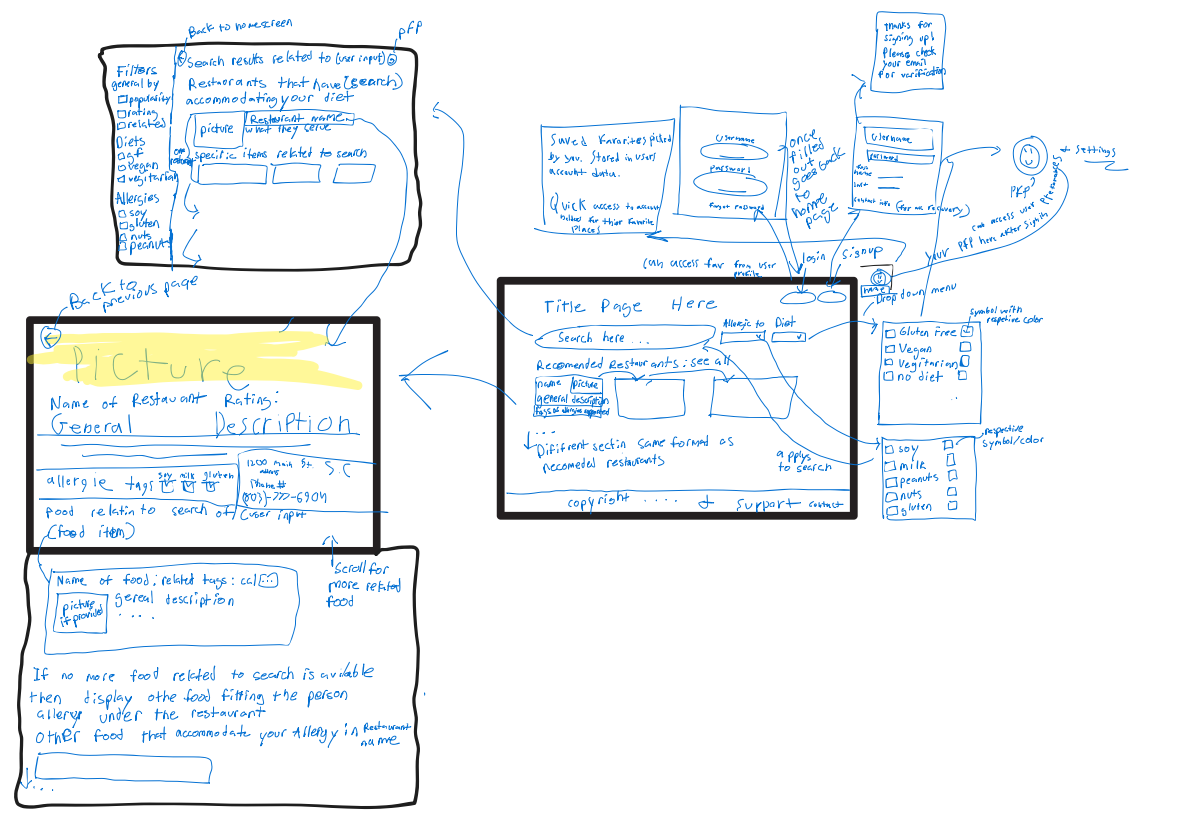 Back to homescreen
pfp
Search results related to (user input)
Filters
general by
popularity
rating
related
Diets
gf
vegan
vegitarian
Allergies
soy
gluten
nuts
peanuts
Restaurants that have (search)
accommodating your diet
picture
Restaurant name
what they serve
specific items related to search
Back to
previous page
Picture
Name of Restaurant Rating:
General Description
allergie tags
soy milk gluten
1200 main St. S.C
phone #
(803)-777-6904
food relatin to search of (user input
(food item)
Scroll for
more related
food
Name of food: related tags: cal ...
picture
if provided
gereal description
. . . .
If no more food related to search is avilable
then display othe food fitting the person
allergy under the restaurant
other food that accommodate your Allergy in Restaurant
name
...
Saved Favorites picked
by you. Stored in users
account data.
Quick access to account
for thier favorite
places
username
password
forgot password
once
filled
out
goes back
to
home
page
thanks for
signing up!
Please check
your email
for varification
Username
password
name
last
contact info (for acc recovery)
PFP
+ settings
can access user preferences
your pfp here after signin
can access fav from user
profile
login
signup
name
Drop down menu
Title Page Here
Search here ...
Allergic to
Diet
Recomended Restaurants: see all
name
picture
general description
tags of allergies supported
...
Diffrent sectin same format as
recomeded restaurants
copyright .... + support contact
applys
to search
symbol with
respetive color
Gluten Free
Vegan
Vegitarian
no diet
..
respective
symbol/color
soy
milk
peanuts
nuts
gluten